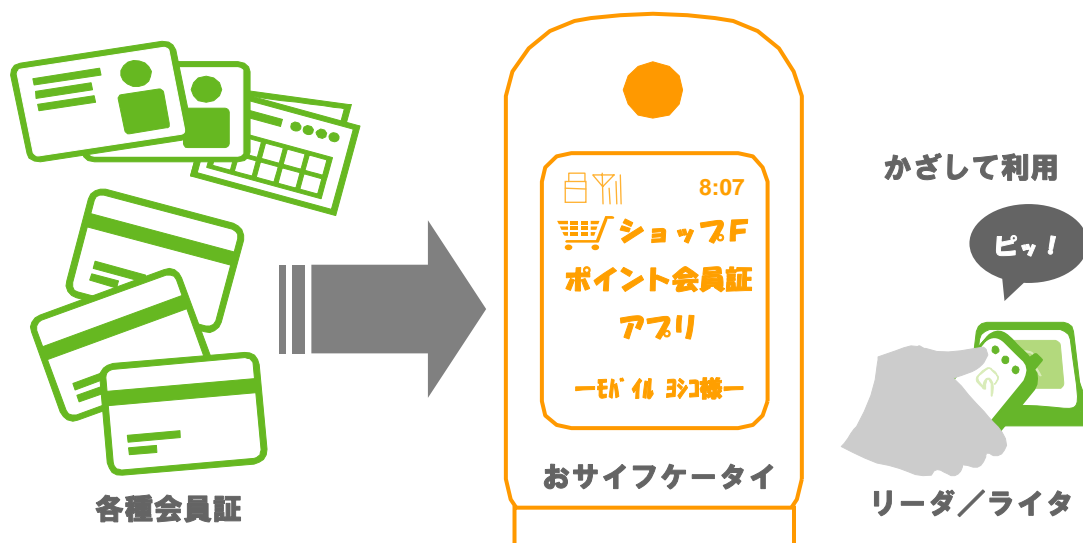 8:07
ショップF
ポイント会員証
アプリ
ーﾓﾊﾞｲﾙ ﾖｼｺ様ー
おサイフケータイ
各種会員証
かざして利用
ピッ！
リーダ／ライタ